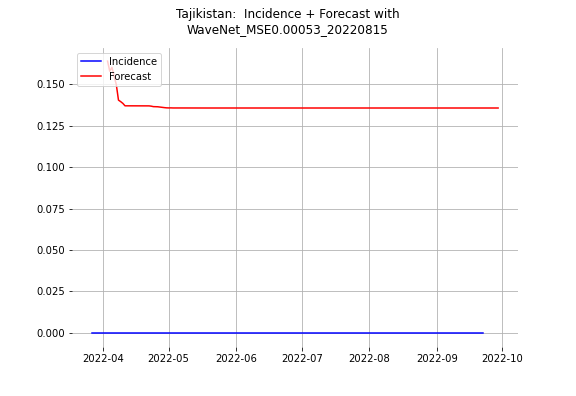 Tajikistan:  Incidence + Forecast with
WaveNet_MSE0.00053_20220815
Incidence
Forecast
0.150
0.125
0.100
0.075
0.050
0.025
0.000
2022-04 2022-05 2022-06 2022-07 2022-08 2022-09 2022-10